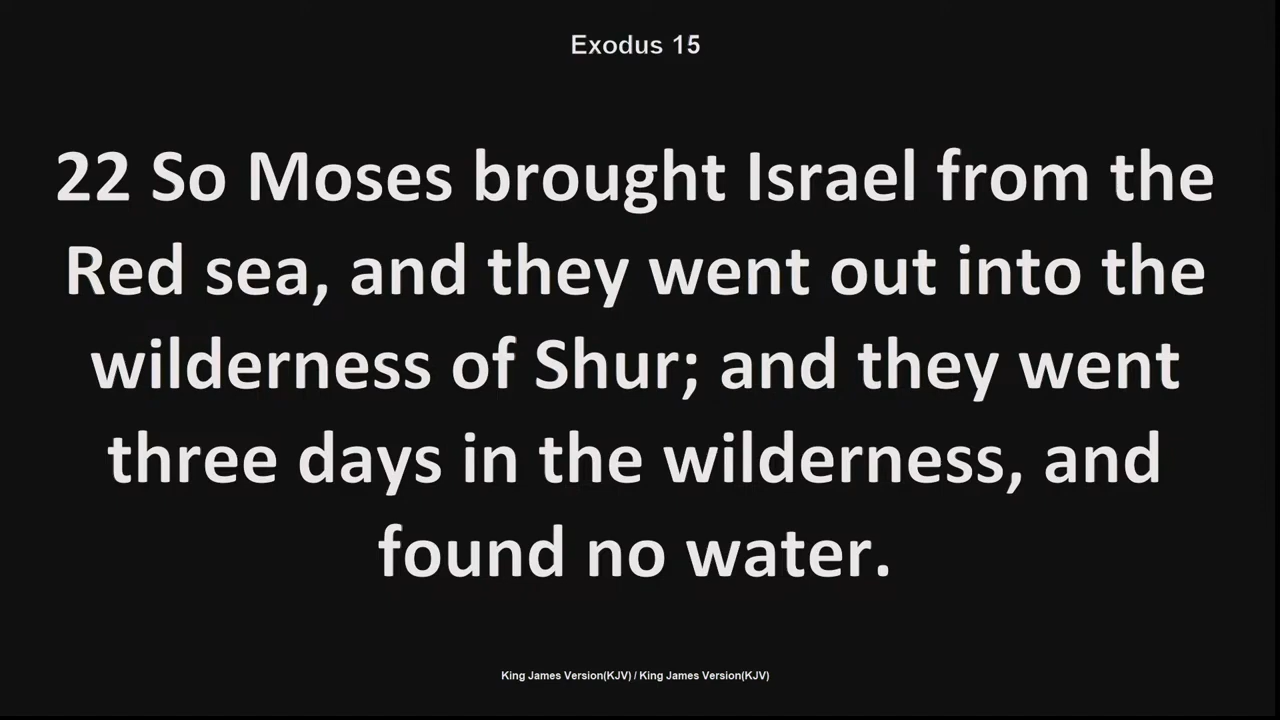 Exodus 15
22 So Moses brought Israel from the
Red sea, and they went out into the
wilderness of Shur; and they went
three days in the wilderness, and
found no water.
King James Version(KJV) / King James Version(KJV)